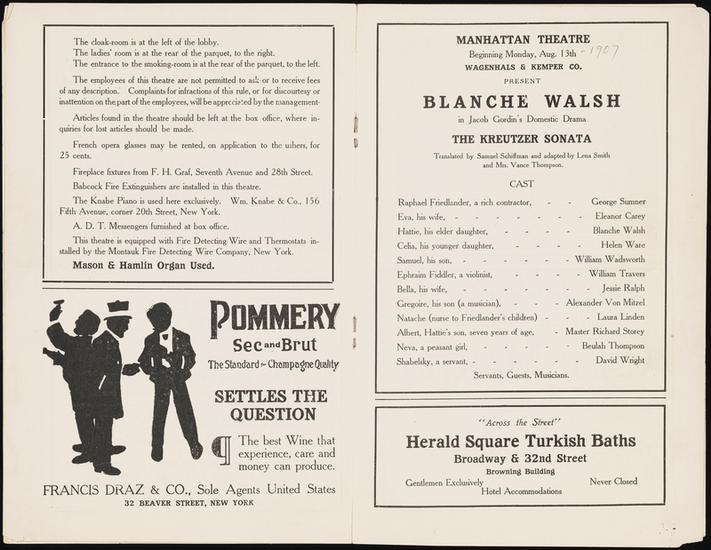 The cloak-room is at the left of the lobby.
The ladies' room is at the rear of the parquet, to the right.
The entrance to the smoking-room is at the rear of the parquet, to the left.
The employees of this theatre are not permitted to ask or to receive fees
of any description. Complaints for infractions of this rule, or for discourtesy or
inattention on the part of the employees, will be appreciated by the management·
Articles found in the theatre should be left at the box office, where in-
quiries for lost articles should be made.
French opera glasses may be rented, on application to the ushers, for
25 cents.
Fireplace fixtures from F. H. Graf, Seventh Avenue and 28th Street.
Babcock Fire Extinguishers are installed in this theatre.
The Knabe Piano is used here exclusively. Wm. Knabe & Co., 156
Fifth Avenue, corner 20th Street, New York.
A. D. T. Messengers furnished at box office.
This theatre is equipped with Fire Detecting Wire and Thermostats in-
stalled by the Montauk Fire Detecting Wire Company, New York.
Mason & Hamlin Organ Used.
POMMERY
Sec and Brut
The Standard for Champagne Quality
SETTLES THE
QUESTION
¶ The best Wine that
experience, care and
money can produce.
FRANCIS DRAZ & CO., Sole Agents United States
32 BEAVER STREET, NEW YORK
MANHATTAN THEATRE
Beginning Monday, Aug. 13th - 1907
WAGENHALS & KEMPER CO.
PRESENT
BLANCHE WALSH
in Jacob Gordin's Domestic Drama
THE KREUTZER SONATA
Translated by Samuel Schiffman and adapted by Lena Smith
and Mrs. Vance Thompson.
CAST
Raphael Friedlander, a rich contractor, - - George Sumner
Eva, his wife, - - - - - - - Eleanor Carey
Hattie, his elder daughter, - - - - - Blanche Walsh
Celia, his younger daughter, - - - - - Helen Ware
Samuel, his son, - - - - - - William Wadsworth
Ephraim Fiddler, a violinist, - - - - - William Travers
Bella, his wife, - - - - - - - Jessie Ralph
Gregoire, his son (a musician), - - - Alexander Von Mitzel
Natache (nurse to Friedlander's children) - - - Laura Linden
Albert, Hattie's son, seven years of age, - Master Richard Storey
Neva, a peasant girl, - - - - - Beulah Thompson
Shabelsky, a servant, - - - - - - David Wright
Servants, Guests, Musicians.
"Across the Street"
Herald Square Turkish Baths
Broadway & 32nd Street
Browning Building
Gentlemen Exclusively Never Closed
Hotel Accommodations